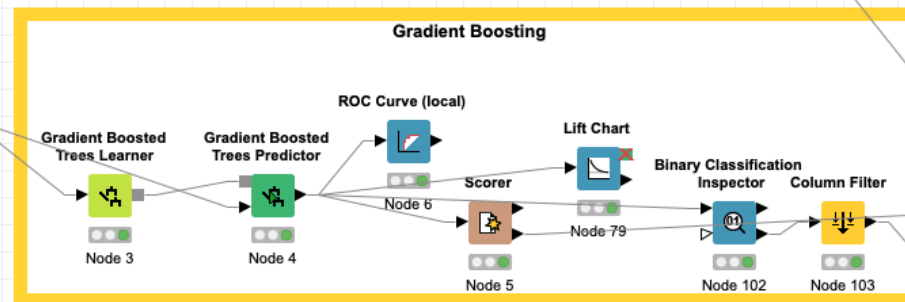 Gradient Boosting
ROC Curve (local)
Node 6
Gradient Boosted
Trees Learner
Node 3
Gradient Boosted
Trees Predictor
Node 4
Scorer
Node 5
Lift Chart
Node 79
Binary Classification
Inspector
01
Node 102
Column Filter
Node 103